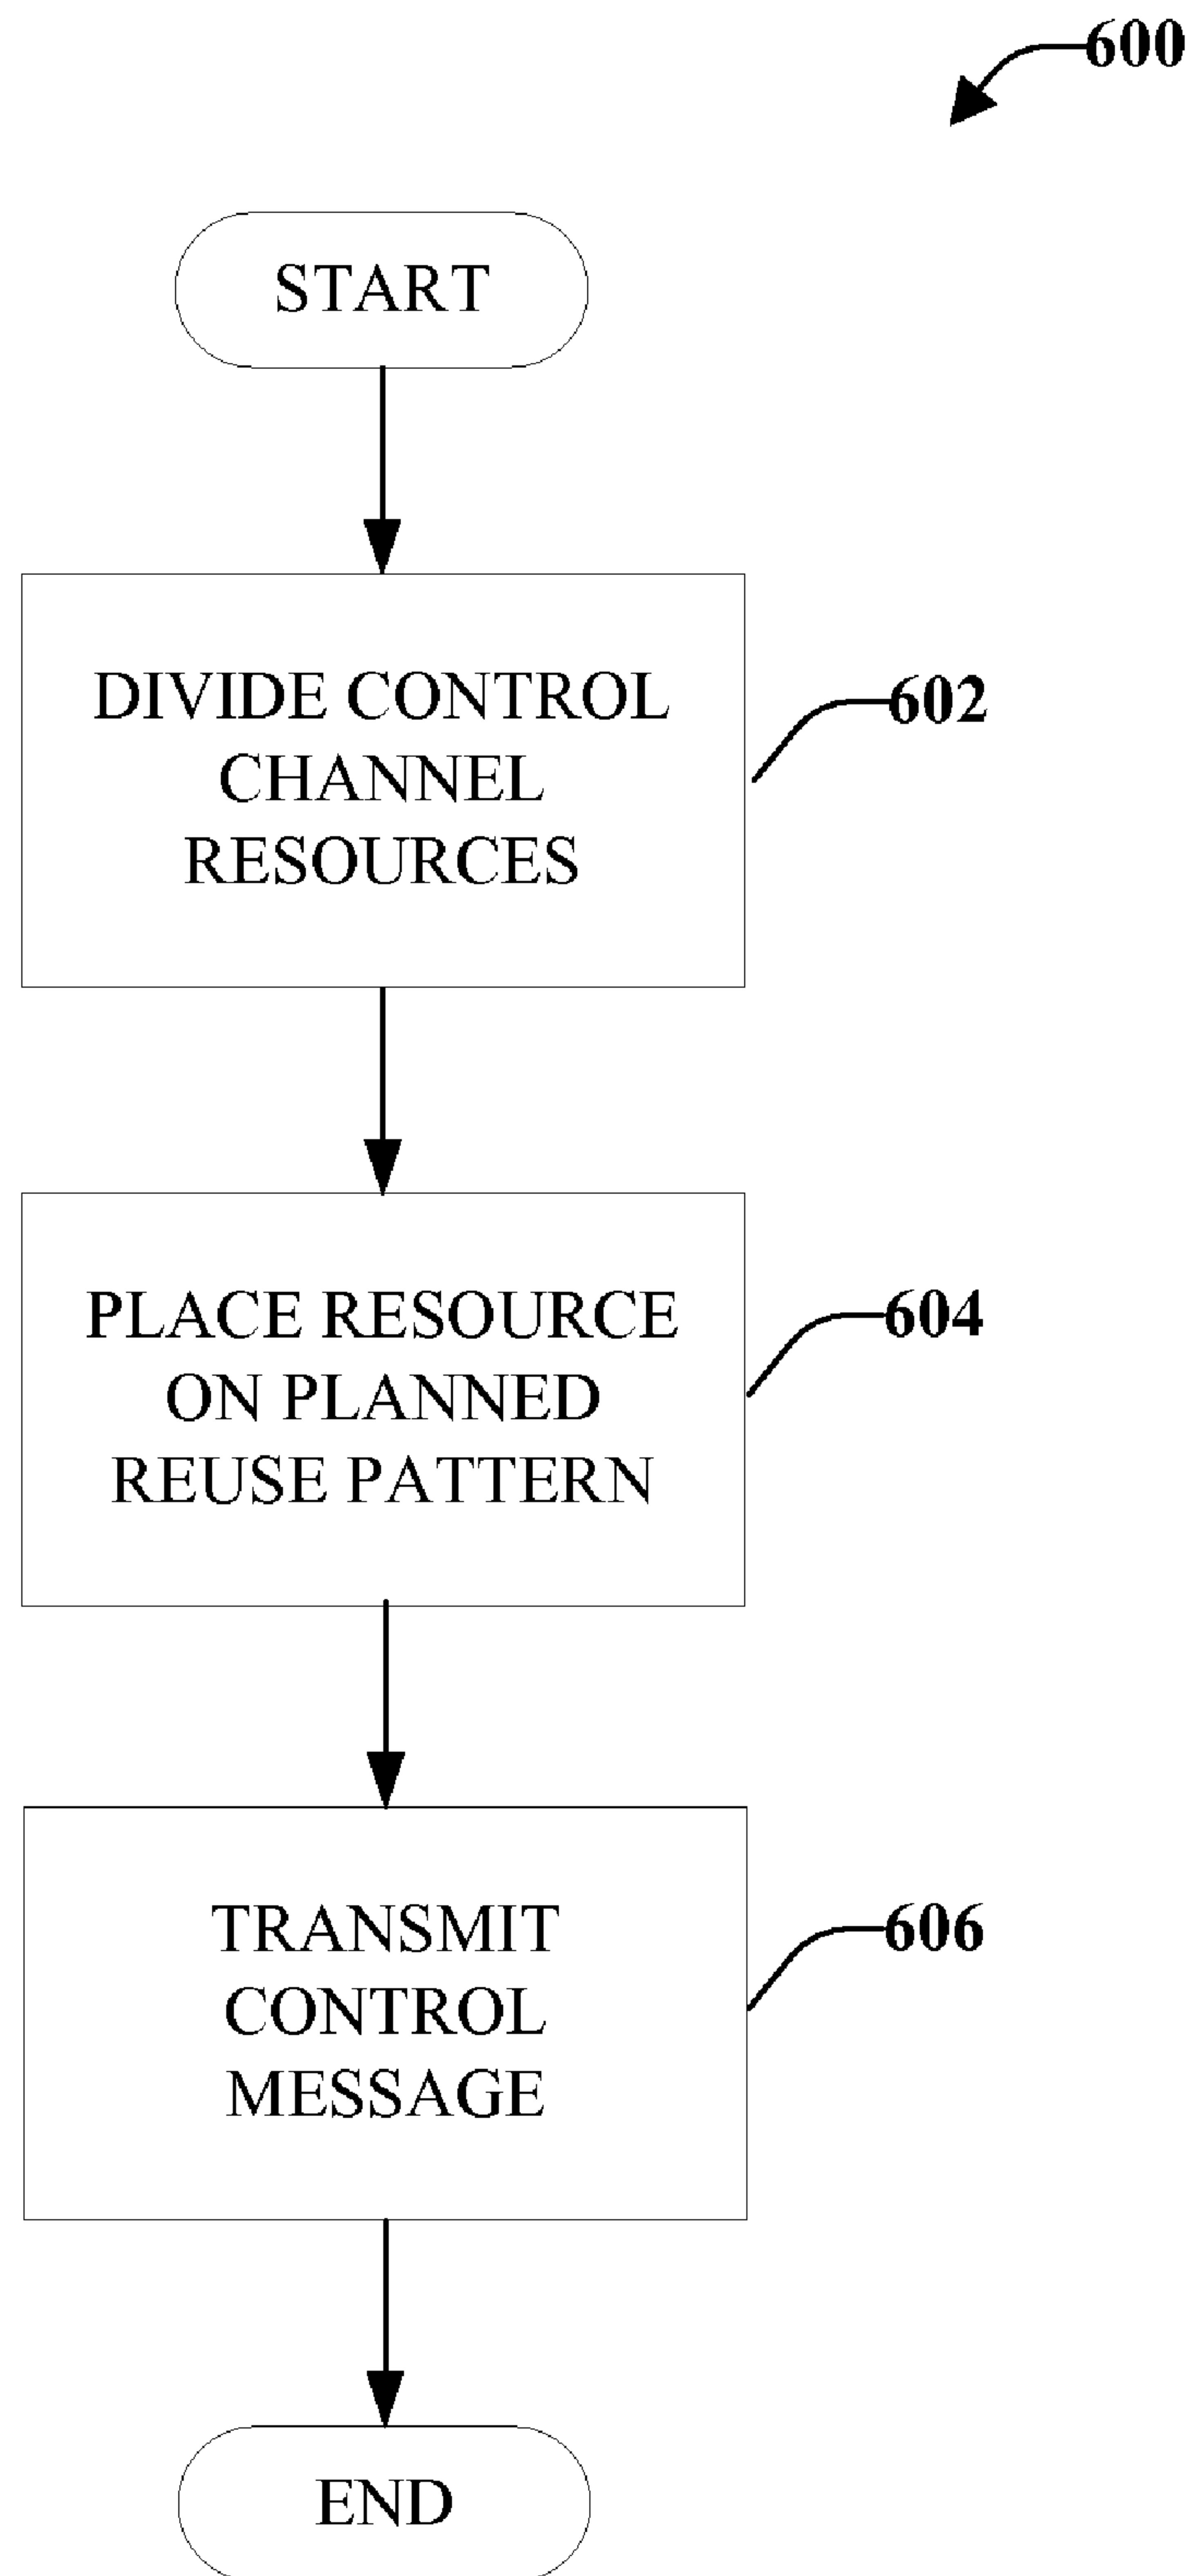 600
START
DIVIDE CONTROL
CHANNEL
RESOURCES
602
PLACE RESOURCE
ON PLANNED
REUSE PATTERN
604
TRANSMIT
CONTROL
MESSAGE
606
END